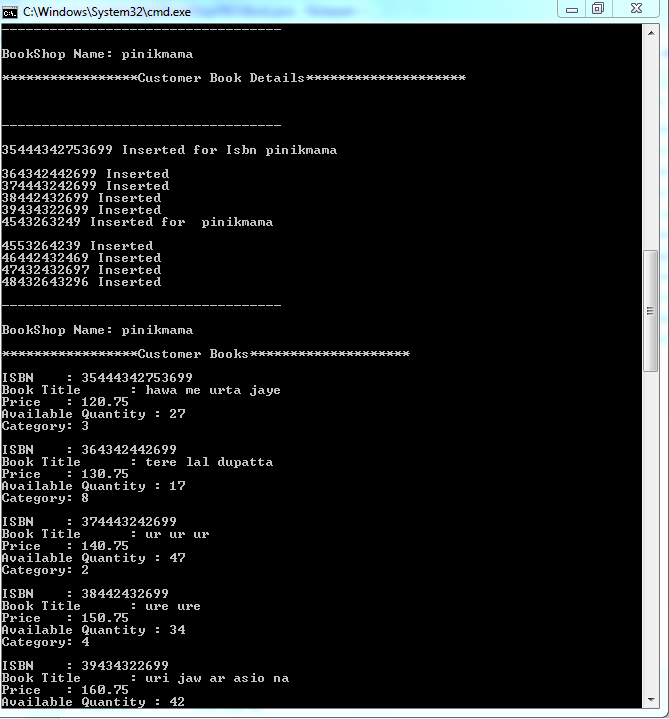 C:\Windows\System32\cmd.exe
-----------------------------------
BookShop Name: pinikmama
*****************Customer Book Details********************
-----------------------------------
35444342753699 Inserted for Isbn pinikmama
364342442699 Inserted
374443242699 Inserted
38442432699 Inserted
39434322699 Inserted
4543263249 Inserted for  pinikmama
4553264239 Inserted
46442432469 Inserted
47432432697 Inserted
48432643296 Inserted
-----------------------------------
BookShop Name: pinikmama
*****************Customer Books********************
ISBN    : 35444342753699
Book Title      : hawa me urta jaye
Price   : 120.75
Available Quantity : 27
Category: 3
ISBN    : 364342442699
Book Title      : tere lal dupatta
Price   : 130.75
Available Quantity : 17
Category: 8
ISBN    : 374443242699
Book Title      : ur ur ur
Price   : 140.75
Available Quantity : 47
Category: 2
ISBN    : 38442432699
Book Title      : ure ure
Price   : 150.75
Available Quantity : 34
Category: 4
ISBN    : 39434322699
Book Title      : uri jaw ar asio na
Price   : 160.75
Available Quantity : 42